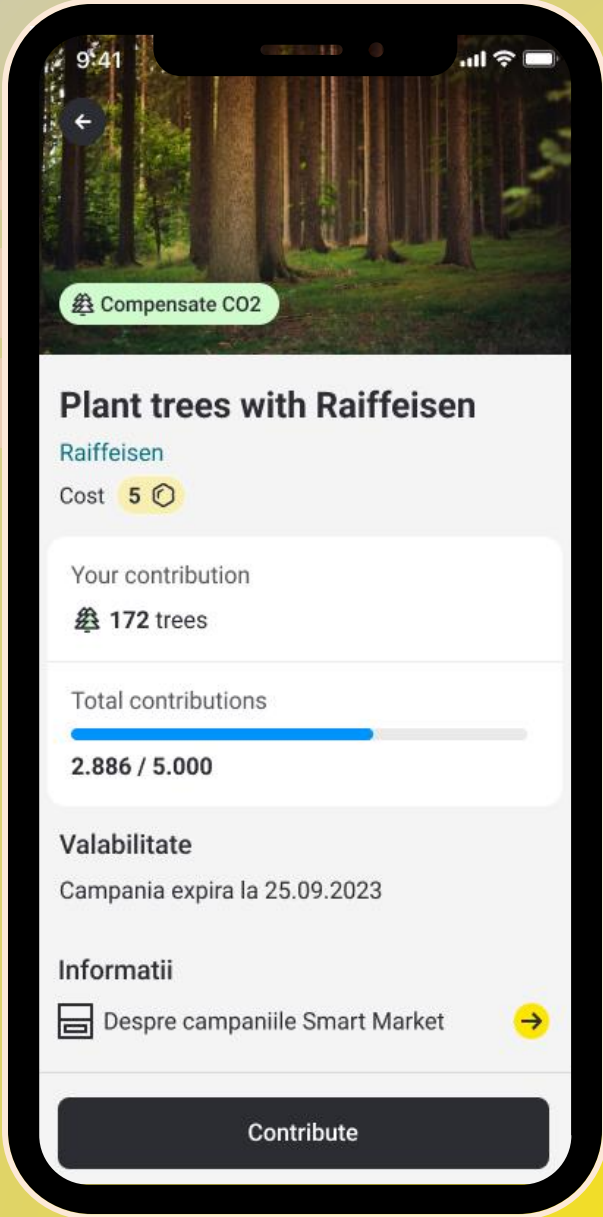 9:41
Compensate CO2
Plant trees with Raiffeisen
Raiffeisen
Cost 5
Your contribution
172 trees
Total contributions
2.886 / 5.000
Valabilitate
Campania expira la 25.09.2023
Informatii
Despre campaniile Smart Market
Contribute